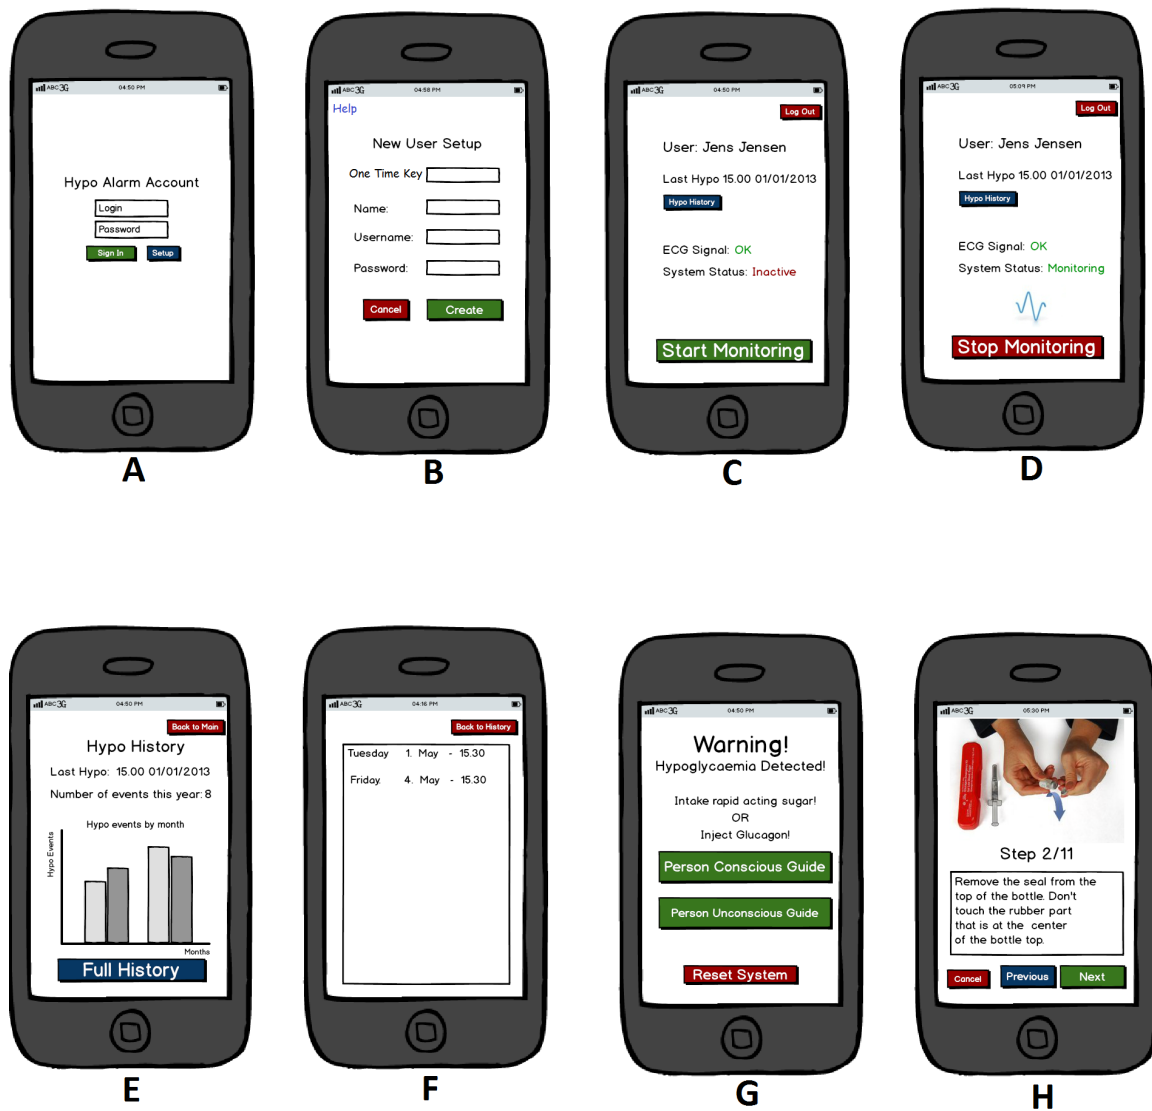 ABC 3G 04:50 PM
Hypo Alarm Account
Login
Password
Sign In Setup
A
ABC 3G 04:58 PM
Help
New User Setup
One Time Key
Name:
Username:
Password:
Cancel Create
B
ABC 3G 04:50 PM
Log Out
User: Jens Jensen
Last Hypo 15.00 01/01/2013
Hypo History
ECG Signal: OK
System Status: Inactive
Start Monitoring
C
ABC 3G 05:09 PM
Log Out
User: Jens Jensen
Last Hypo 15.00 01/01/2013
Hypo History
ECG Signal: OK
System Status: Monitoring
Stop Monitoring
D
ABC 3G 04:50 PM
Back to Main
Hypo History
Last Hypo: 15.00 01/01/2013
Number of events this year: 8
Hypo events by month
Hypo Events
Months
Full History
E
ABC 3G 04:16 PM
Back to History
Tuesday 1. May - 15.30
Friday. 4. May - 15.30
F
ABC 3G 04:50 PM
Warning!
Hypoglycaemia Detected!
Intake rapid acting sugar!
OR
Inject Glucagon!
Person Conscious Guide
Person Unconscious Guide
Reset System
G
ABC 3G 05:30 PM
Step 2/11
Remove the seal from the
top of the bottle. Don't
touch the rubber part
that is at the center
of the bottle top.
Cancel Previous Next
H